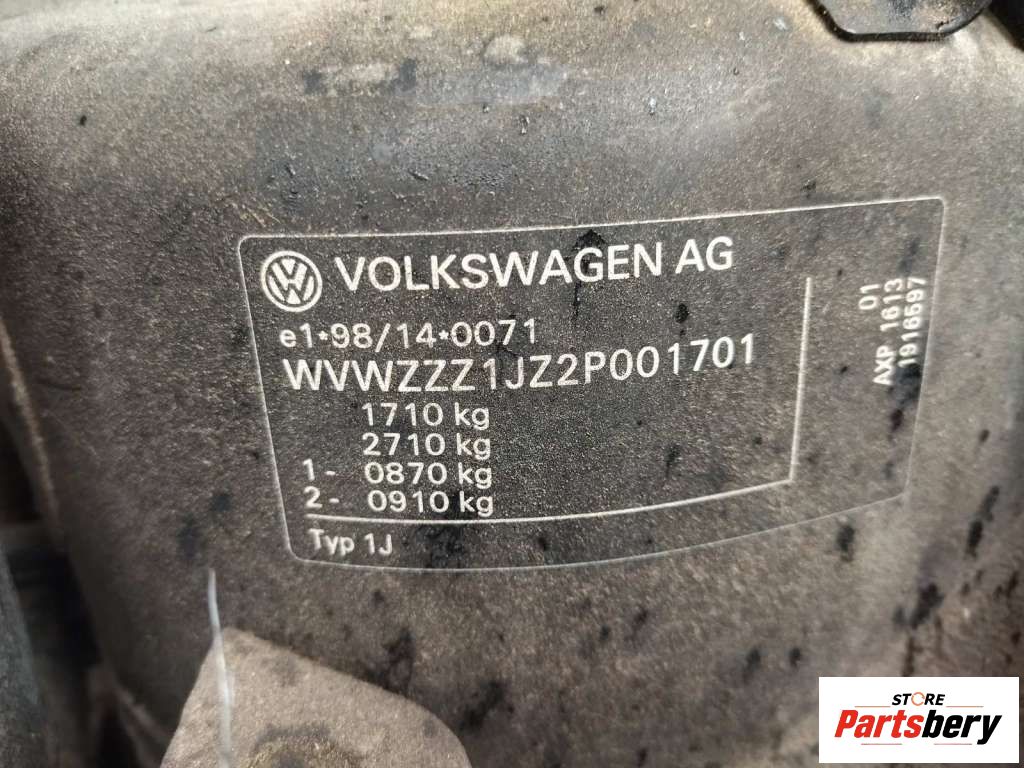 VOLKSWAGEN AG
e1*98/14*0071
WVWZZZ1JZ2P001701
1710 kg
2710 kg
1- 0870 kg
2- 0910 kg
Typ 1J
01
AXP 1613
1916597
STORE
Partsbery